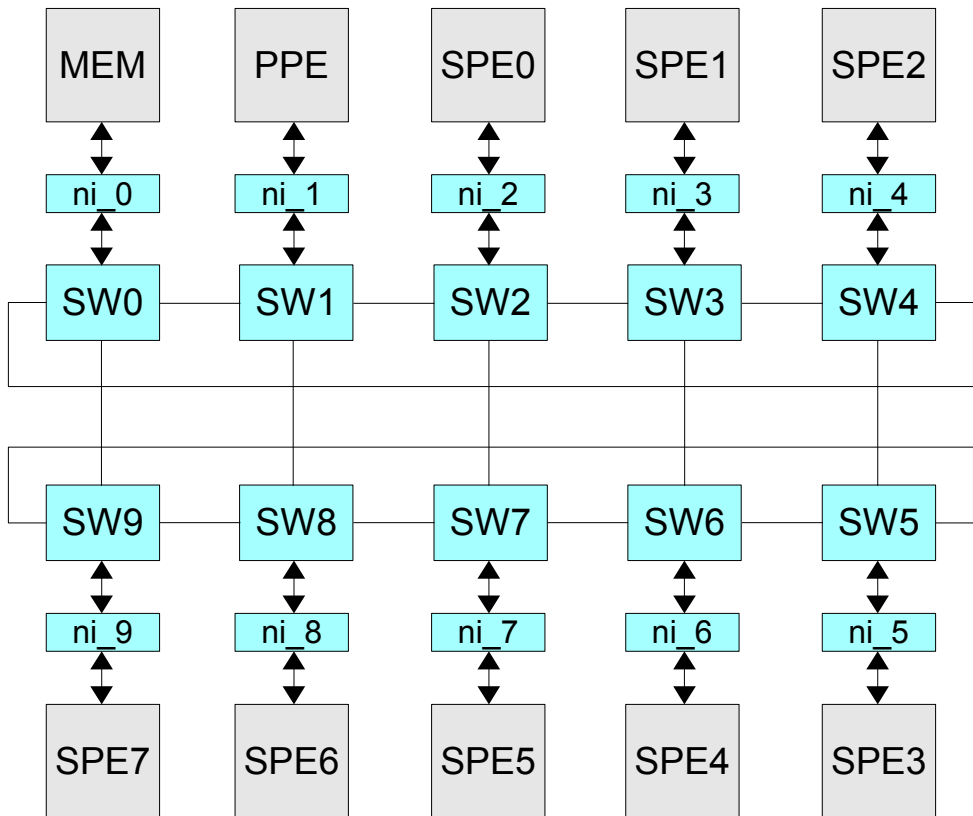 MEM PPE SPE0 SPE1 SPE2
ni_0 ni_1 ni_2 ni_3 ni_4
SW0 SW1 SW2 SW3 SW4
SW9 SW8 SW7 SW6 SW5
ni_9 ni_8 ni_7 ni_6 ni_5
SPE7 SPE6 SPE5 SPE4 SPE3